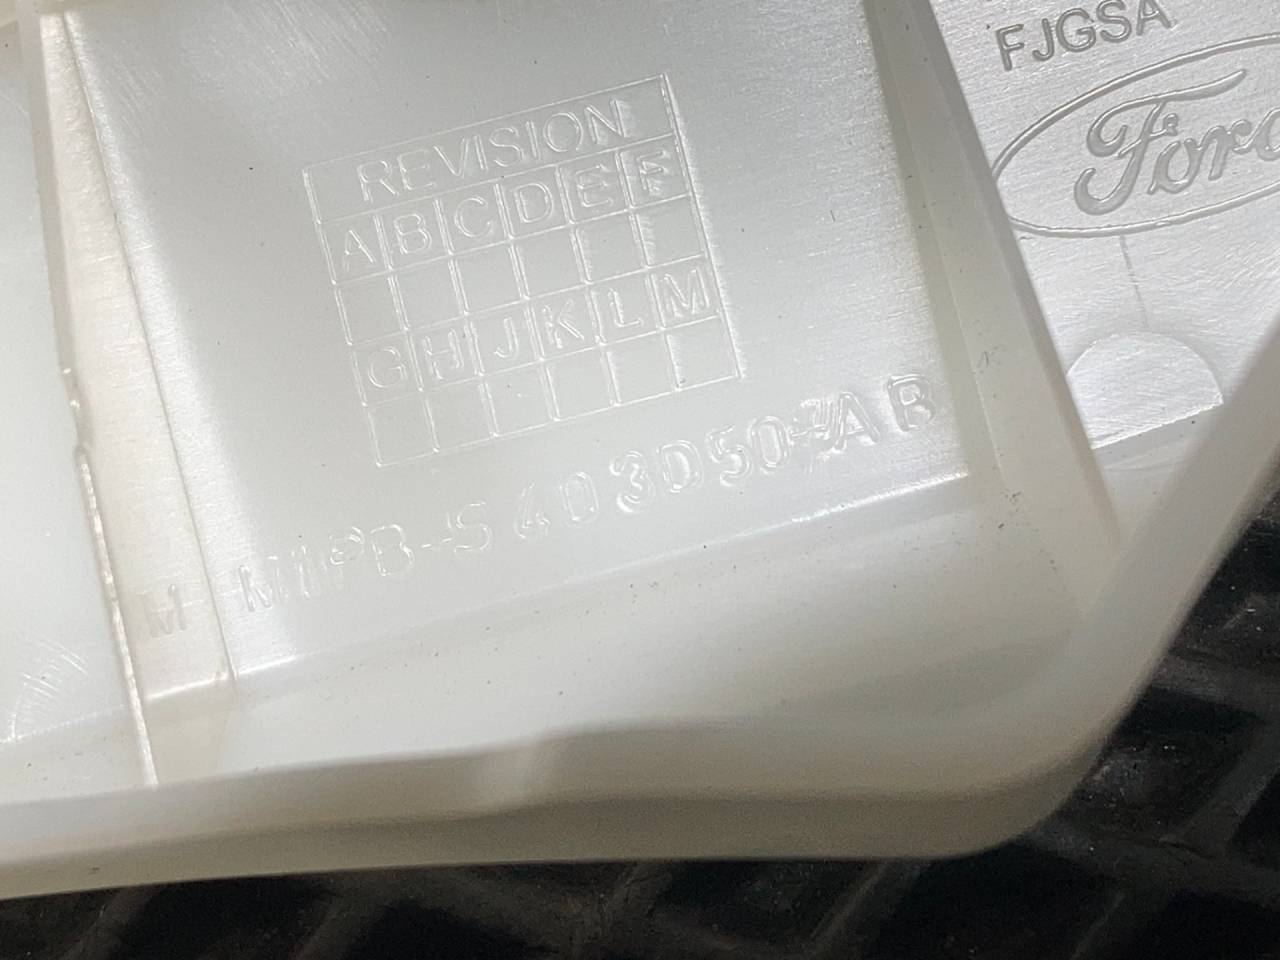 FJGSA
Ford
REVISION
A B C D E F
G H J K L M
M M1PB-S403D50-AB